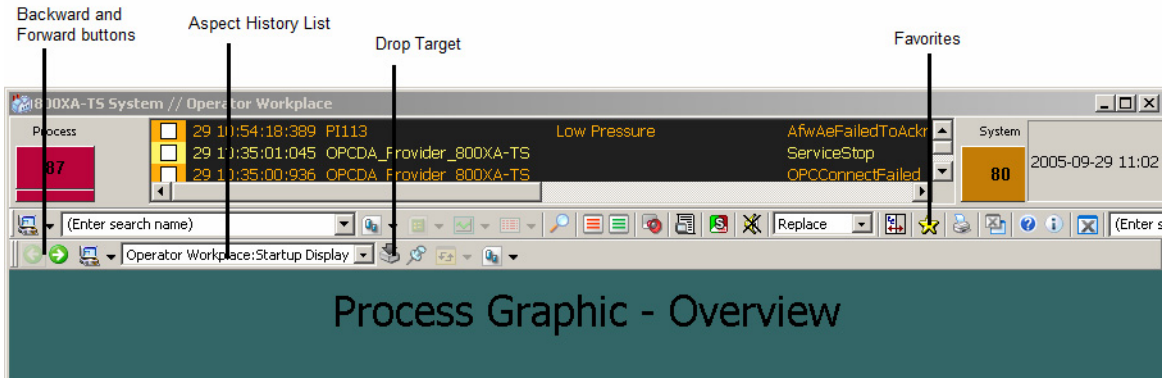 Backward and
Forward buttons
Aspect History List
Drop Target
Favorites
800XA-TS System // Operator Workplace
Process
29 10:54:18:389 PI113 Low Pressure AfwAeFailedToAckr
System
29 10:35:01:045 OPCDA_Provider_800XA-TS ServiceStop
2005-09-29 11:02
87
29 10:35:00:936 OPCDA_Provider_800XA-TS OPCConnectFailed
80
(Enter search name)
Replace
(Enter s
Operator Workplace:Startup Display
Process Graphic - Overview